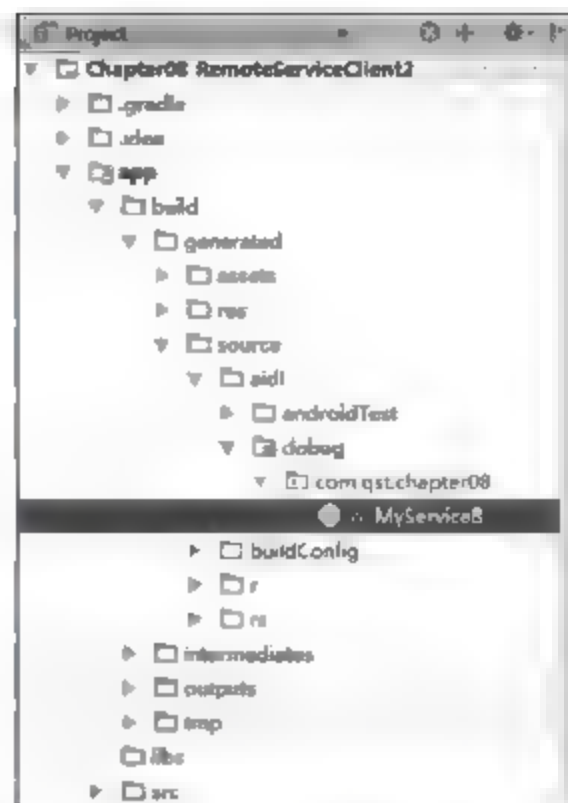 Project
Chapter08 RemoteServiceClient2
.gradle
.idea
app
build
generated
assets
res
source
aidl
androidTest
debug
com.qst.chapter08
MyServiceB
buildConfig
r
rs
intermediates
outputs
tmp
libs
src